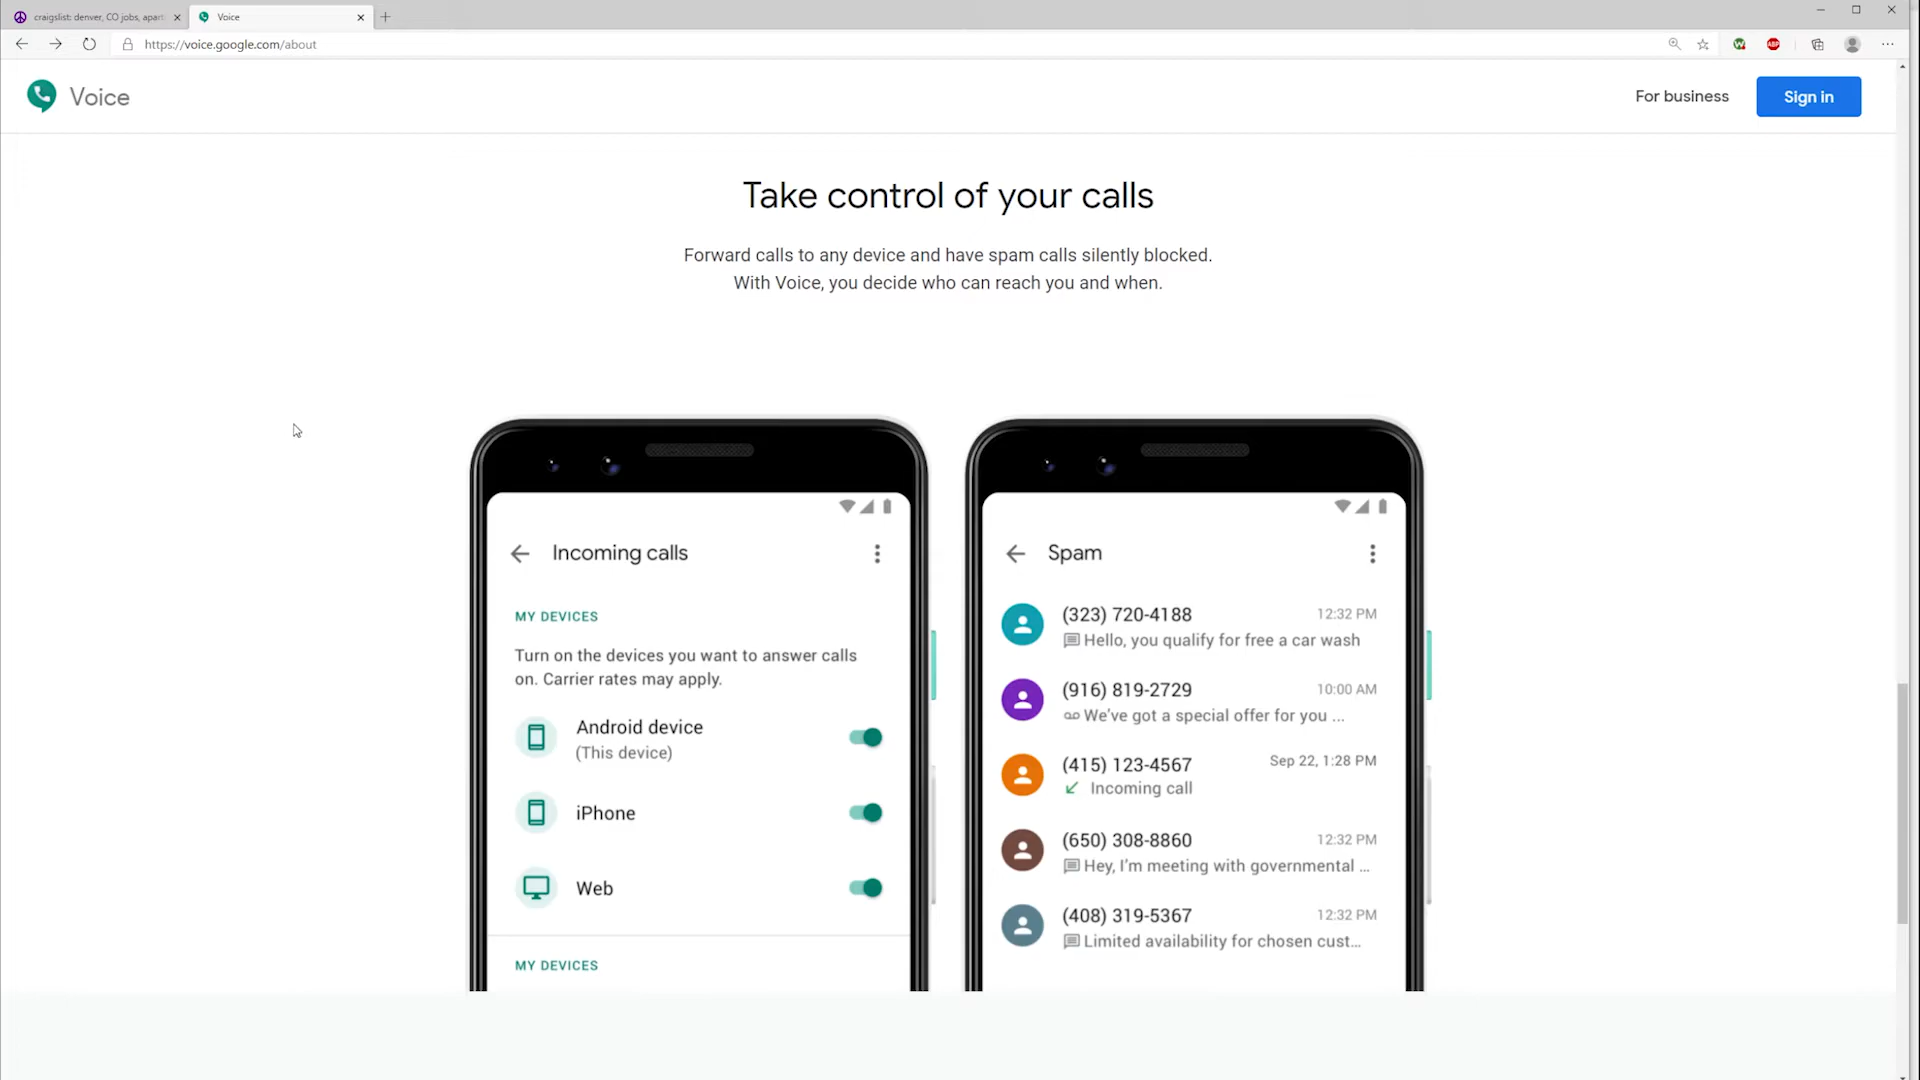 craigslist: denver, CO jobs, apart
Voice
https://voice.google.com/about
ABP
Voice
For business
Sign in
Take control of your calls
Forward calls to any device and have spam calls silently blocked.
With Voice, you decide who can reach you and when.
Incoming calls
MY DEVICES
Turn on the devices you want to answer calls
on. Carrier rates may apply.
Android device
(This device)
iPhone
Web
MY DEVICES
Spam
(323) 720-4188
12:32 PM
Hello, you qualify for free a car wash
(916) 819-2729
10:00 AM
We've got a special offer for you ...
(415) 123-4567
Sep 22, 1:28 PM
Incoming call
(650) 308-8860
12:32 PM
Hey, I'm meeting with governmental ...
(408) 319-5367
12:32 PM
Limited availability for chosen cust...